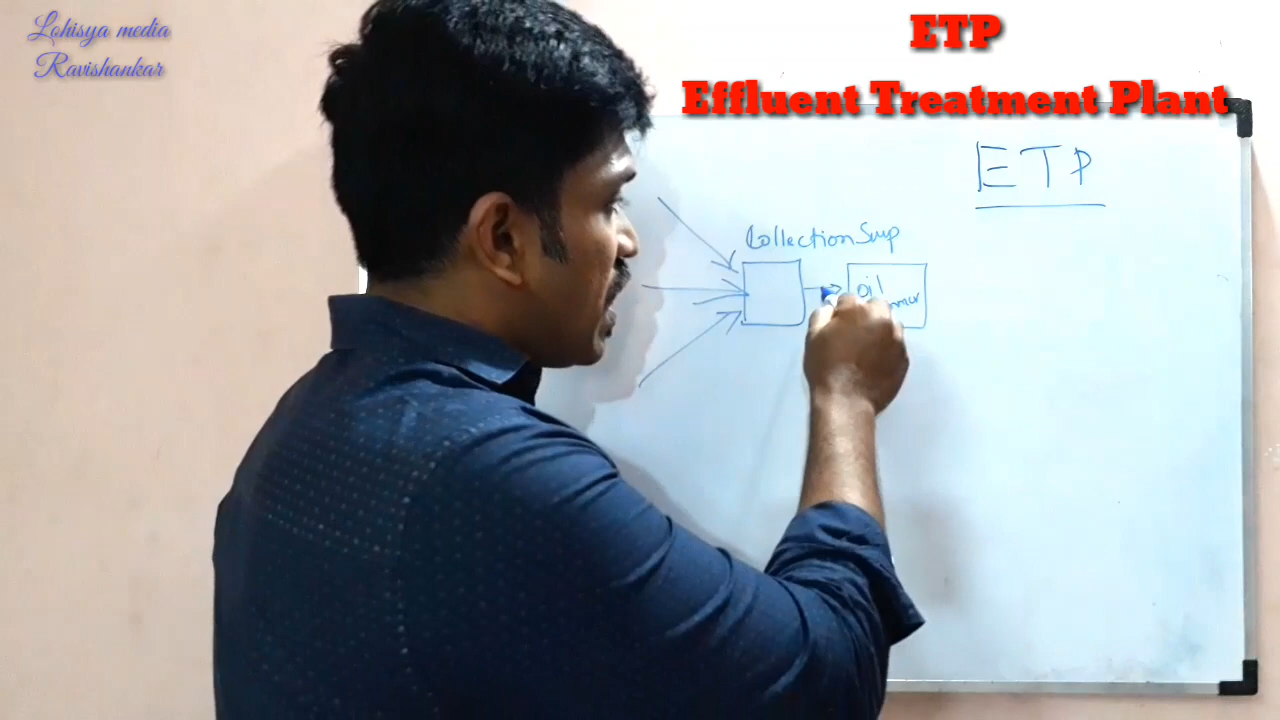 Lohisya media
Ravishankar
ETP
Effluent Treatment Plant
ETP
Collection Sump
oil